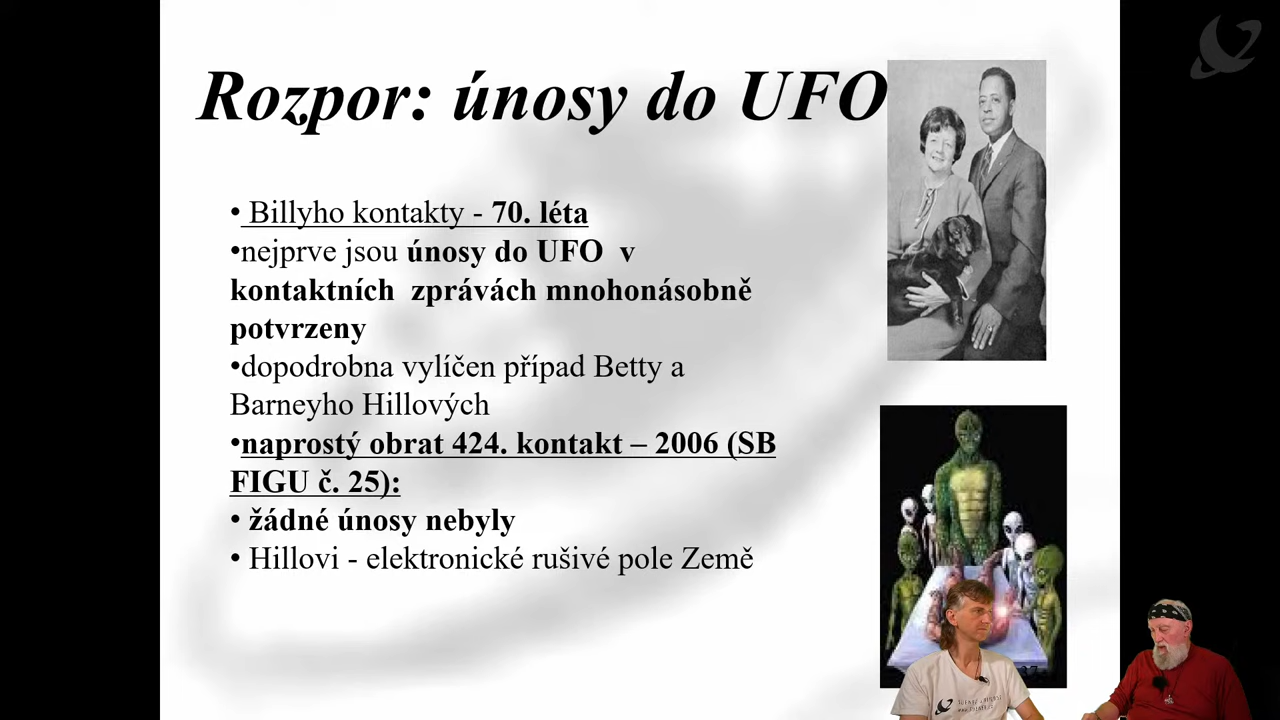 Rozpor: únosy do UFO
• Billyho kontakty - 70. léta
•nejprve jsou únosy do UFO v
kontaktních zprávách mnohonásobně
potvrzeny
•dopodrobna vylíčen případ Betty a
Barneyho Hillových
•naprostý obrat 424. kontakt – 2006 (SB
FIGU č. 25):
• žádné únosy nebyly
• Hillovi - elektronické rušivé pole Země